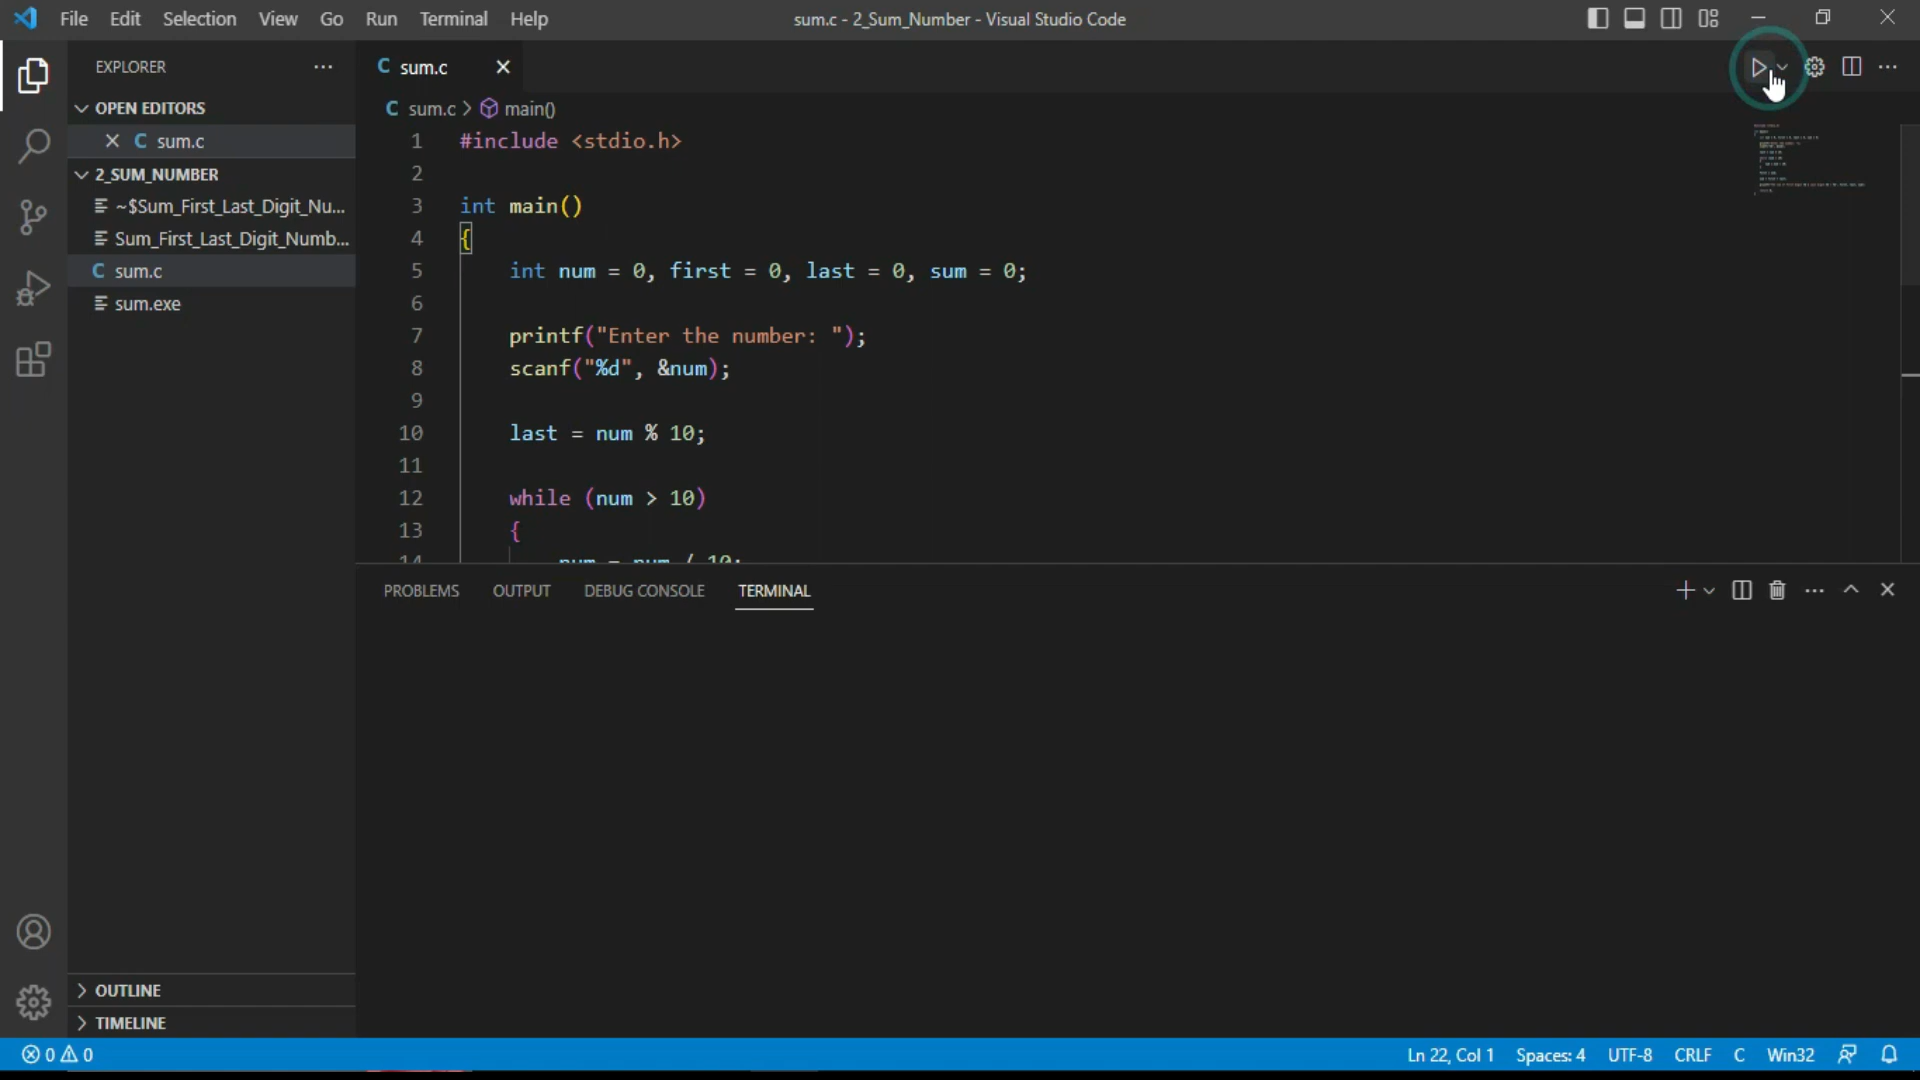 File Edit Selection View Go Run Terminal Help
sum.c - 2_Sum_Number - Visual Studio Code
EXPLORER
OPEN EDITORS
sum.c
2_SUM_NUMBER
~$Sum_First_Last_Digit_Nu...
Sum_First_Last_Digit_Numb...
sum.c
sum.exe
OUTLINE
TIMELINE
sum.c
sum.c > main()
1 #include <stdio.h>
2
3 int main()
4 {
5 int num = 0, first = 0, last = 0, sum = 0;
6
7 printf("Enter the number: ");
8 scanf("%d", &num);
9
10 last = num % 10;
11
12 while (num > 10)
13 {
14 num = num / 10;
PROBLEMS OUTPUT DEBUG CONSOLE TERMINAL
0 0
Ln 22, Col 1 Spaces: 4 UTF-8 CRLF C Win32